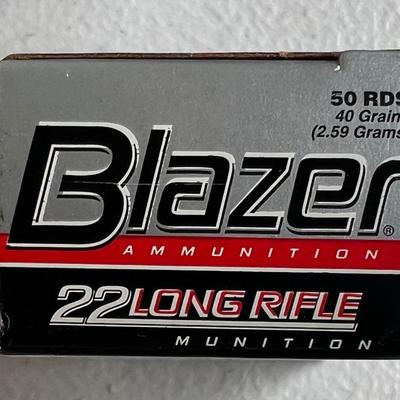 50 RDS
40 Grain
(2.59 Grams
Blazer®
AMMUNITION
22 LONG RIFLE
MUNITION